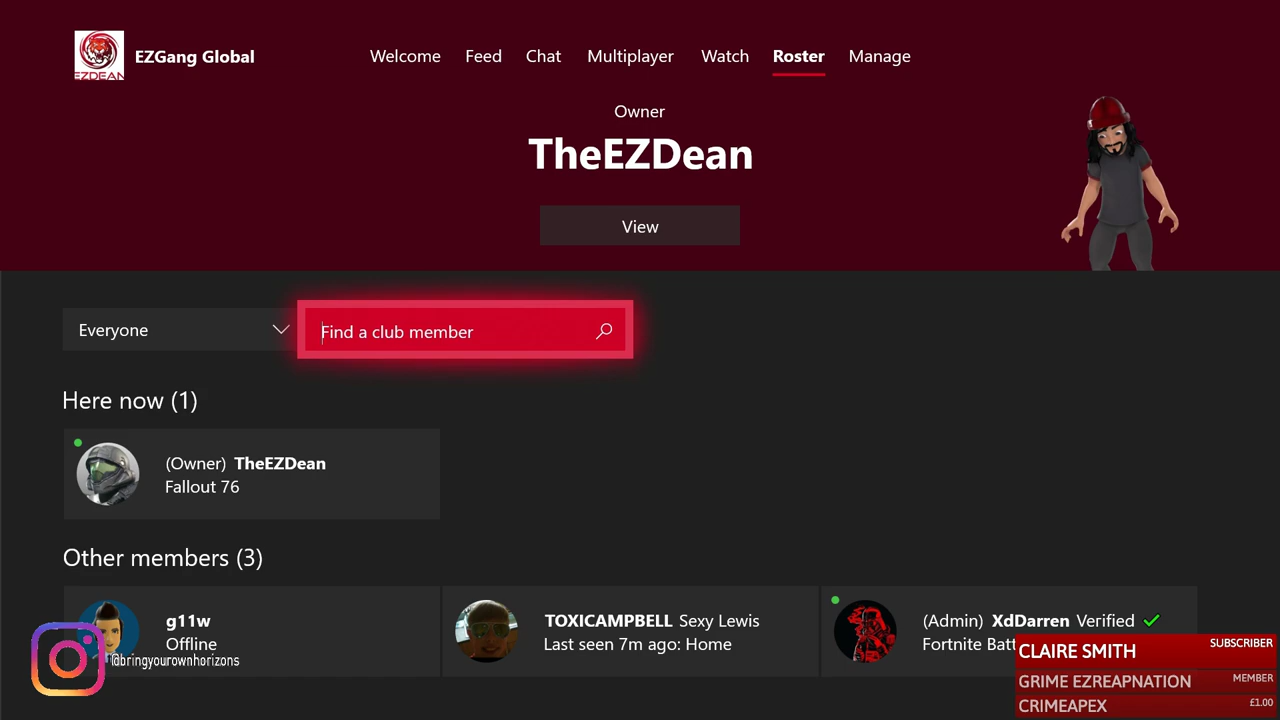 EZDEAN
EZGang Global
Welcome Feed Chat Multiplayer Watch Roster Manage
Owner
TheEZDean
View
Everyone
Find a club member
Here now (1)
(Owner) TheEZDean
Fallout 76
Other members (3)
g11w
Offline
TOXICAMPBELL Sexy Lewis
Last seen 7m ago: Home
(Admin) XdDarren Verified
Fortnite
@bringyourownhorizons
CLAIRE SMITH SUBSCRIBER
GRIME EZREAPNATION MEMBER
CRIMEAPEX £1.00